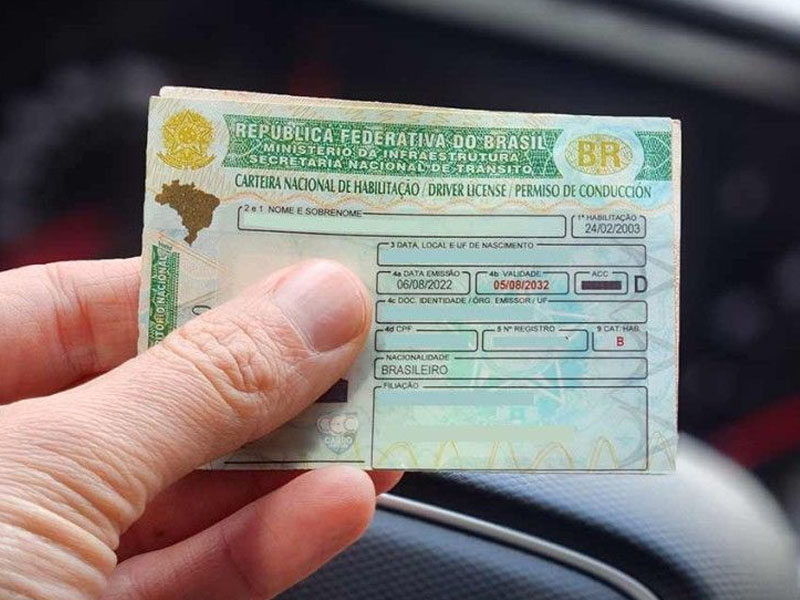 REPÚBLICA FEDERATIVA DO BRASIL
MINISTÉRIO DA INFRAESTRUTURA
SECRETARIA NACIONAL DE TRÂNSITO
BR
CARTEIRA NACIONAL DE HABILITAÇÃO / DRIVER LICENSE / PERMISO DE CONDUCCIÓN
2 e 1 NOME E SOBRENOME
1ª HABILITAÇÃO
24/02/2003
3 DATA, LOCAL E UF DE NASCIMENTO
4a DATA EMISSÃO
4b VALIDADE
ACC
06/08/2022
05/08/2032
D
4c DOC. IDENTIDADE / ÓRG. EMISSOR / UF
4d CPF
5 Nº REGISTRO
9 CAT. HAB.
B
NACIONALIDADE
BRASILEIRO
FILIAÇÃO
NACIONAL